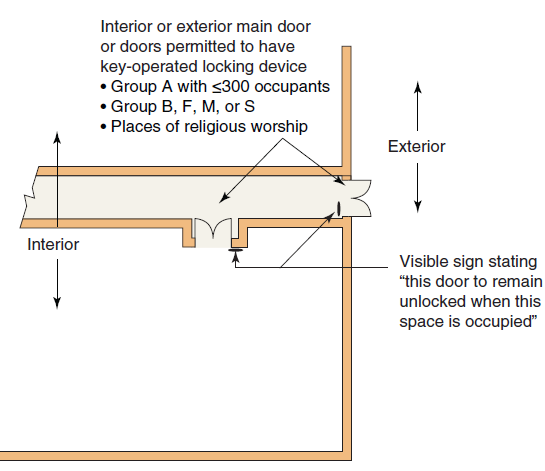 Interior or exterior main door
or doors permitted to have
key-operated locking device
• Group A with ≤300 occupants
• Group B, F, M, or S
• Places of religious worship
Exterior
Interior
Visible sign stating
“this door to remain
unlocked when this
space is occupied”